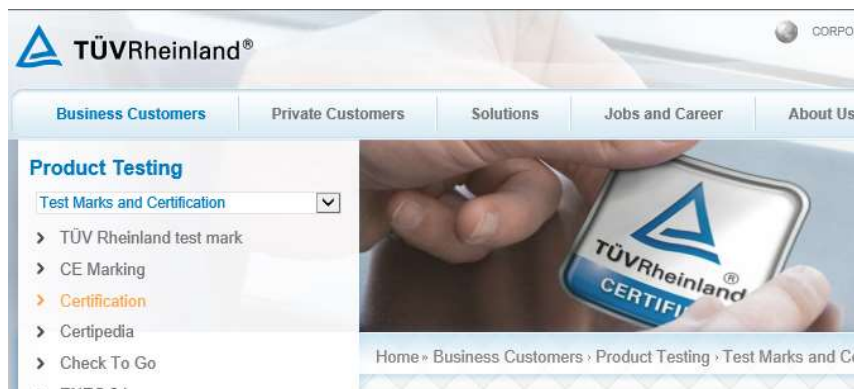 TÜVRheinland®
CORPO
Business Customers
Private Customers
Solutions
Jobs and Career
About Us
Product Testing
Test Marks and Certification
TÜV Rheinland test mark
CE Marking
Certification
Certipedia
Check To Go
TÜVRheinland®
CERTIFI
Home » Business Customers › Product Testing › Test Marks and Ce